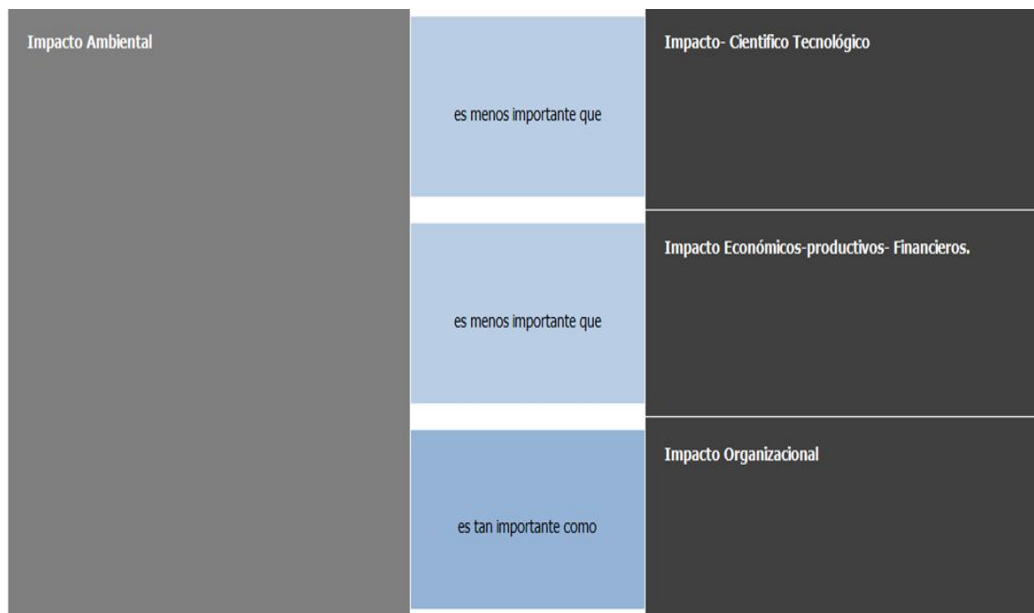 Impacto Ambiental
es menos importante que
Impacto- Cientifico Tecnológico
es menos importante que
Impacto Económicos-productivos- Financieros.
es tan importante como
Impacto Organizacional